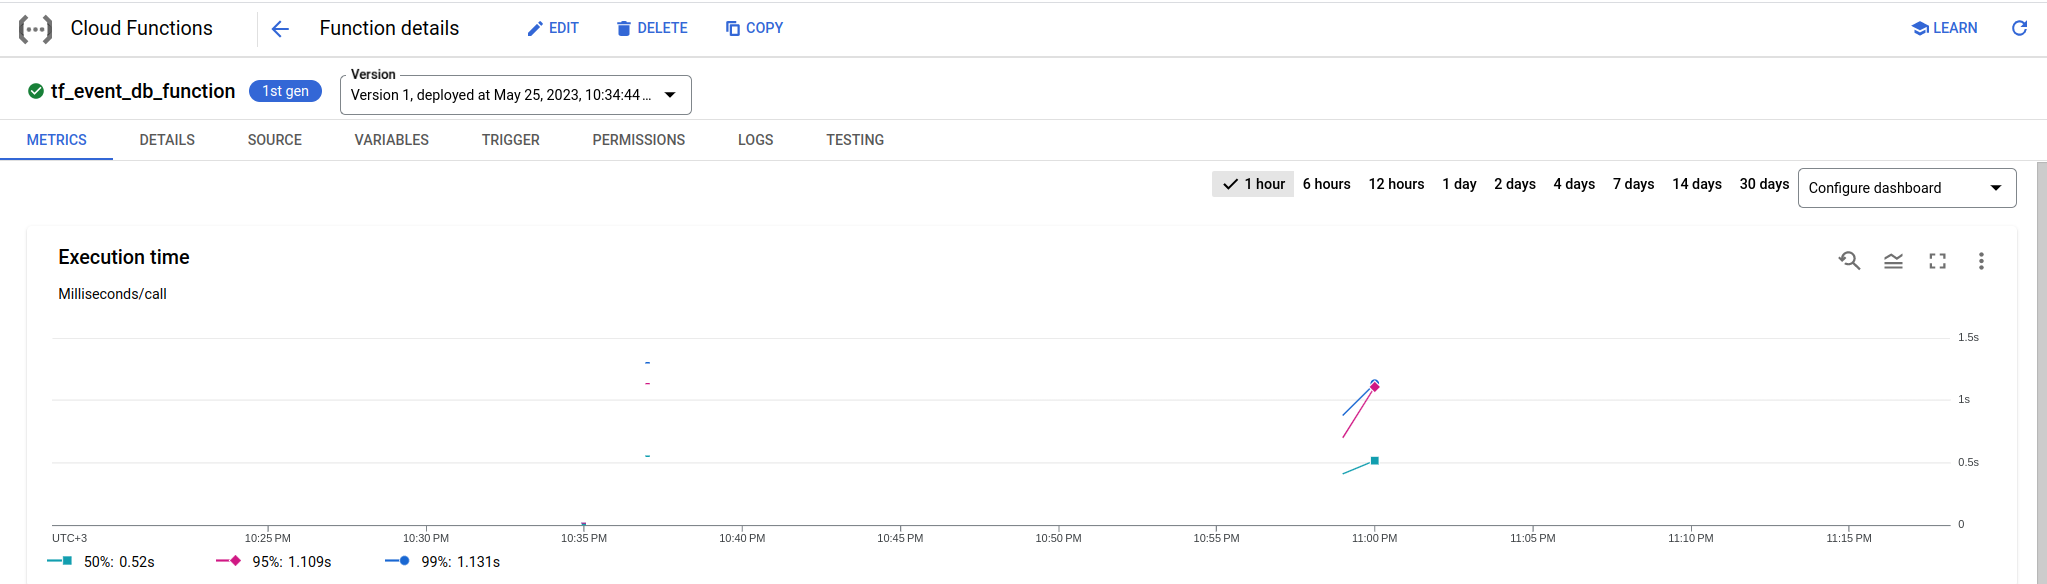 Cloud Functions Function details EDIT DELETE COPY LEARN
tf_event_db_function 1st gen Version Version 1, deployed at May 25, 2023, 10:34:44 ...
METRICS DETAILS SOURCE VARIABLES TRIGGER PERMISSIONS LOGS TESTING
1 hour 6 hours 12 hours 1 day 2 days 4 days 7 days 14 days 30 days Configure dashboard
Execution time
Milliseconds/call
1.5s
1s
0.5s
0
UTC+3 10:25 PM 10:30 PM 10:35 PM 10:40 PM 10:45 PM 10:50 PM 10:55 PM 11:00 PM 11:05 PM 11:10 PM 11:15 PM
50%: 0.52s 95%: 1.109s 99%: 1.131s